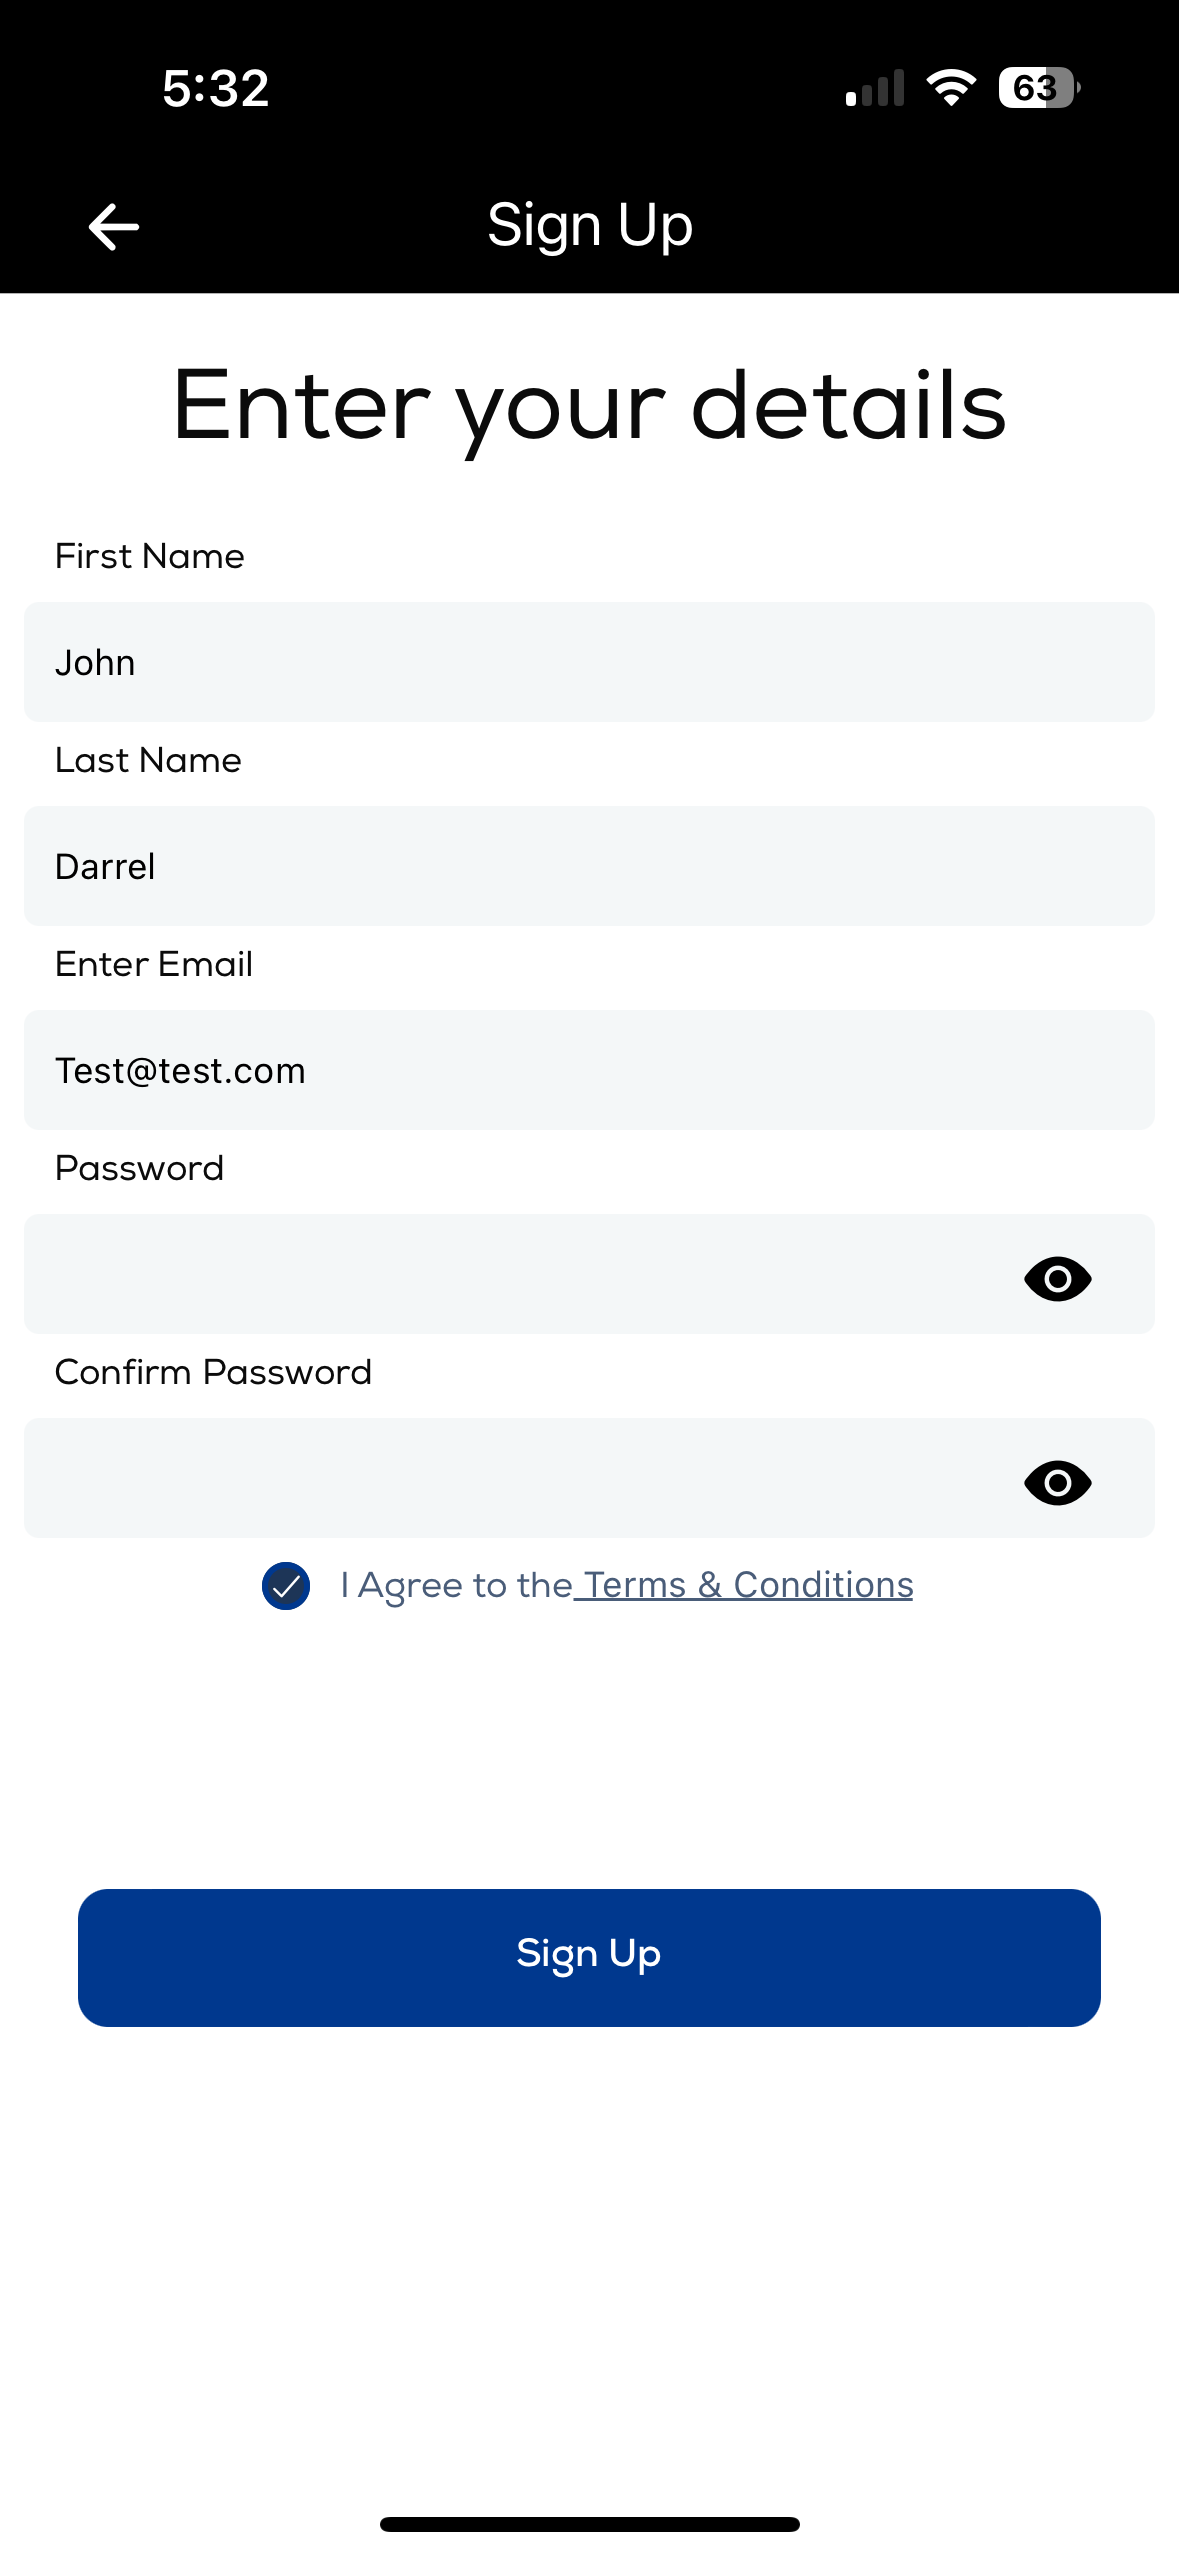 5:32
63
Sign Up
Enter your details
First Name
John
Last Name
Darrel
Enter Email
Test@test.com
Password
Confirm Password
I Agree to the Terms & Conditions
Sign Up